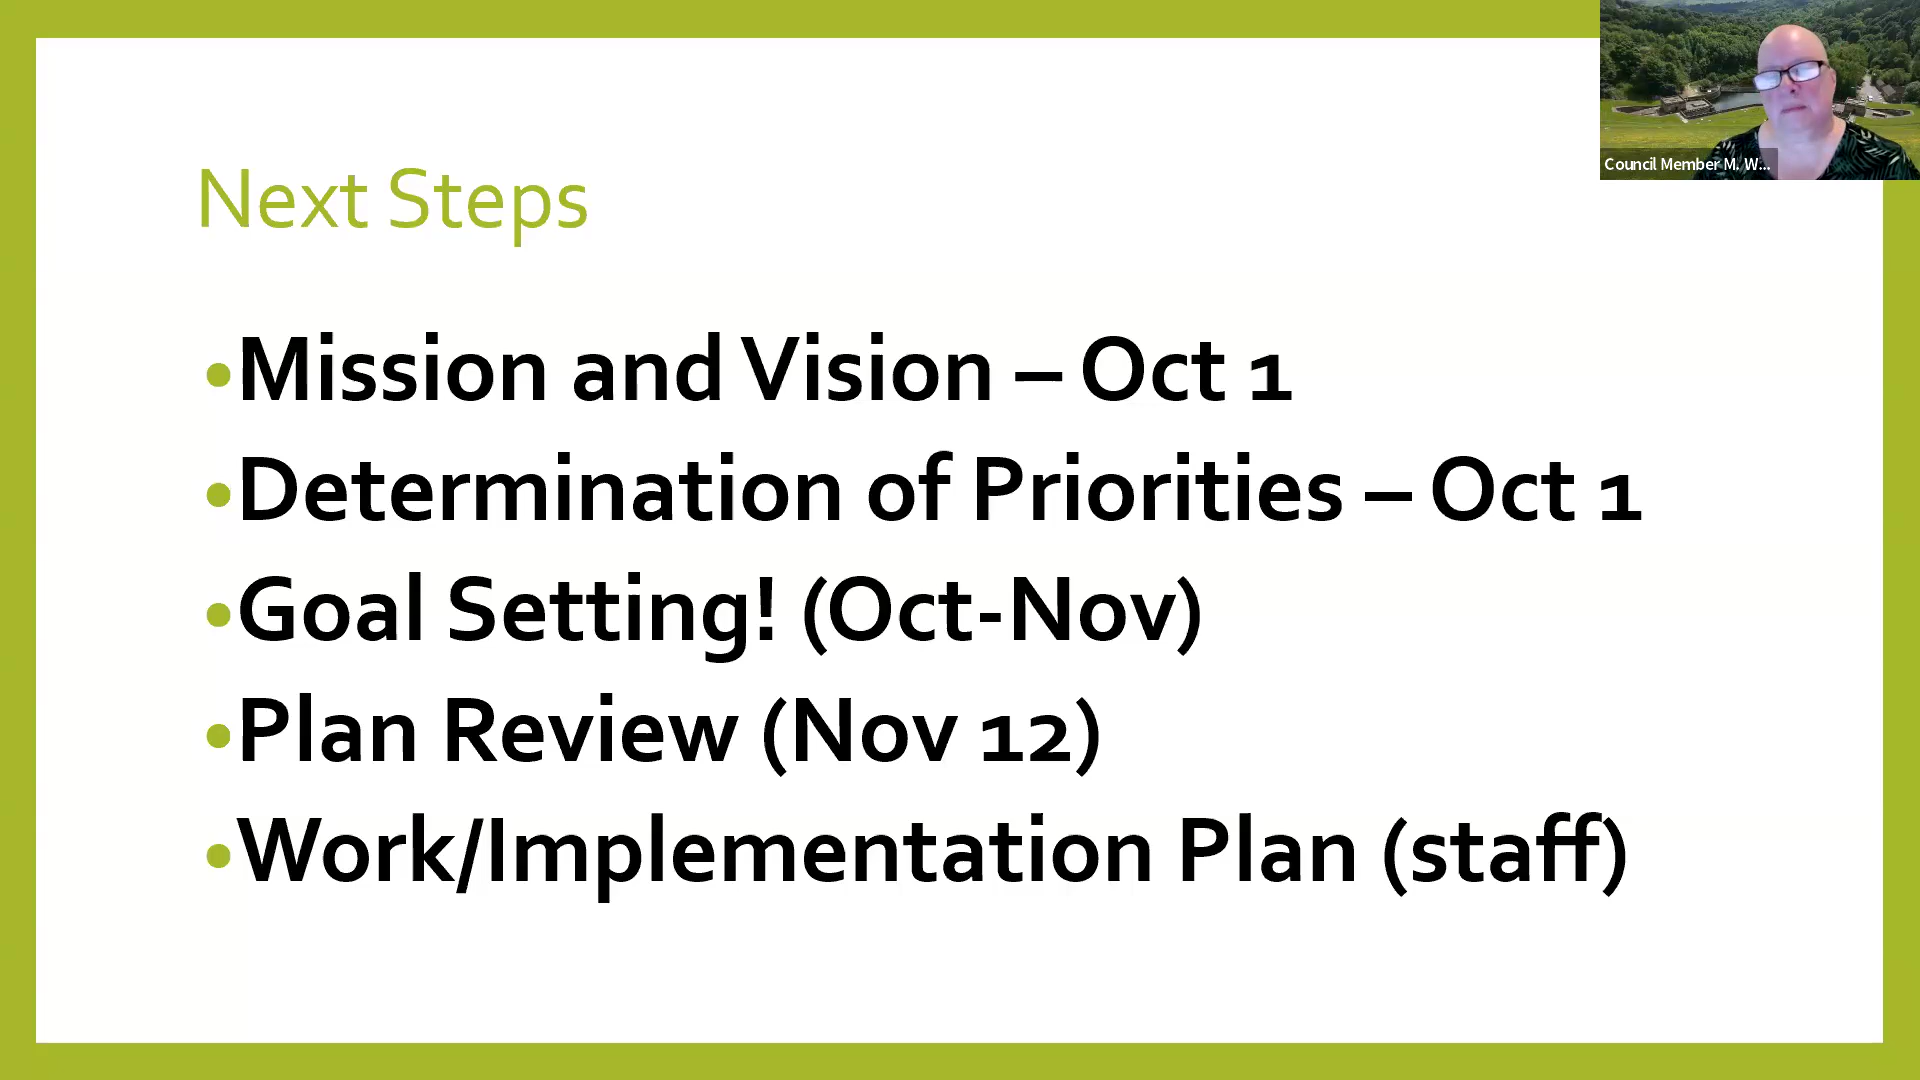 Council Member M. W...
Next Steps
•Mission and Vision – Oct 1
•Determination of Priorities – Oct 1
•Goal Setting! (Oct-Nov)
•Plan Review (Nov 12)
•Work/Implementation Plan (staff)